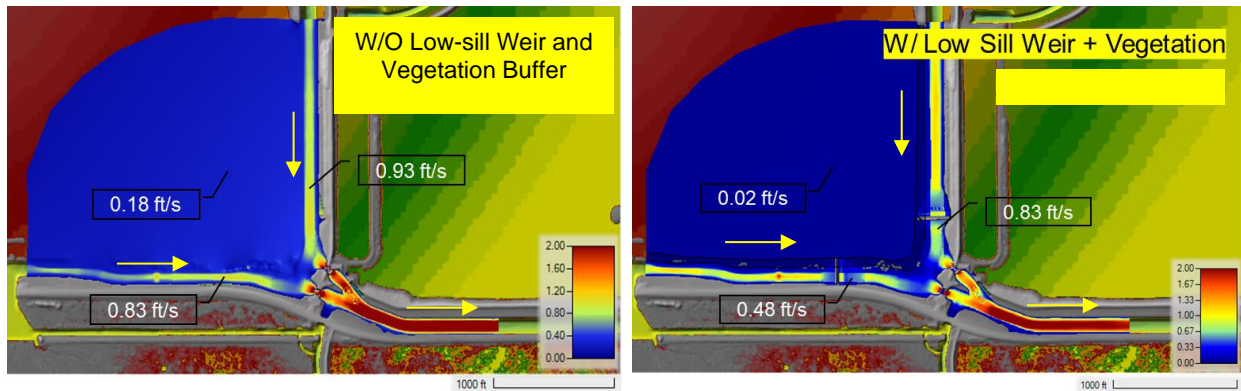 W/O Low-sill Weir and
Vegetation Buffer
0.93 ft/s
0.18 ft/s
0.83 ft/s
2.00
1.60
1.20
0.80
0.40
0.00
1000 ft
W/ Low Sill Weir + Vegetation
0.02 ft/s
0.83 ft/s
0.48 ft/s
2.00
1.67
1.33
1.00
0.67
0.33
0.00
1000 ft